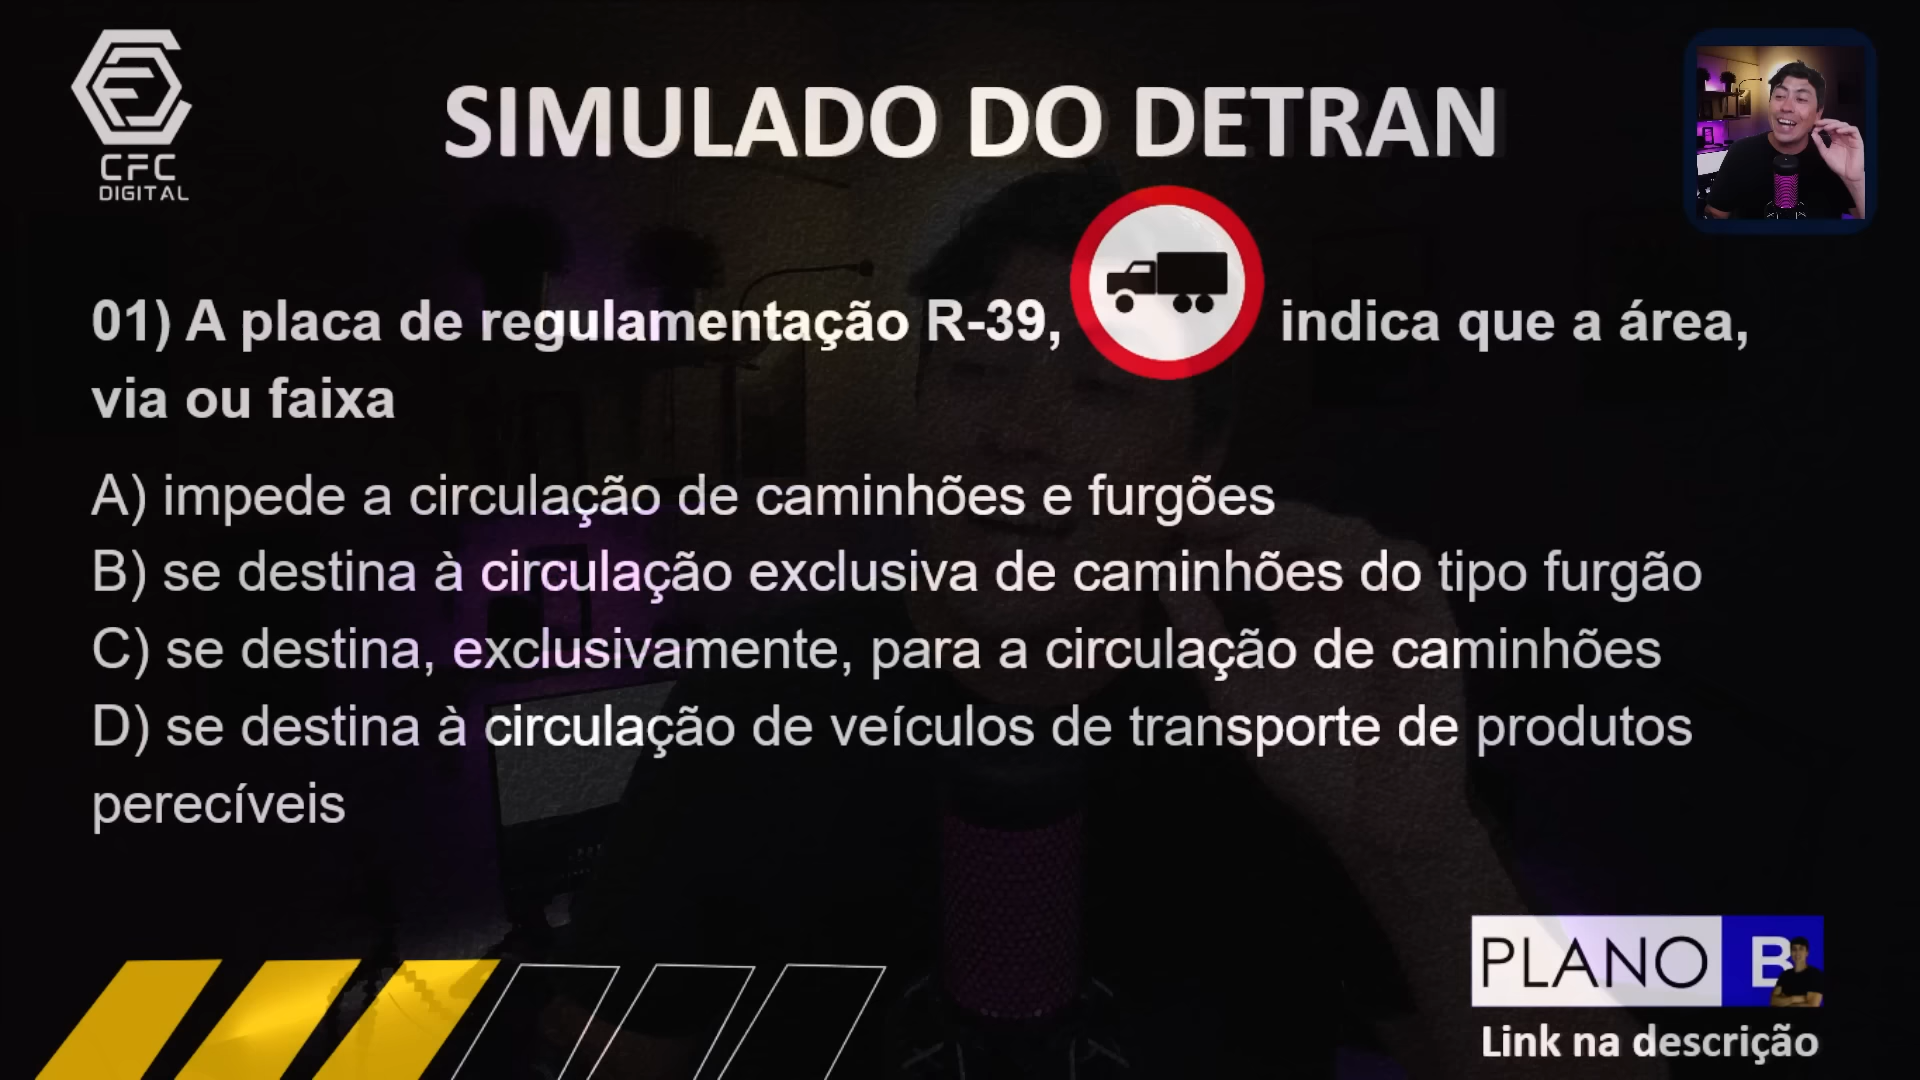 CFC
DIGITAL
SIMULADO DO DETRAN
01) A placa de regulamentação R-39, indica que a área,
via ou faixa
A) impede a circulação de caminhões e furgões
B) se destina à circulação exclusiva de caminhões do tipo furgão
C) se destina, exclusivamente, para a circulação de caminhões
D) se destina à circulação de veículos de transporte de produtos
perecíveis
PLANO B
Link na descrição